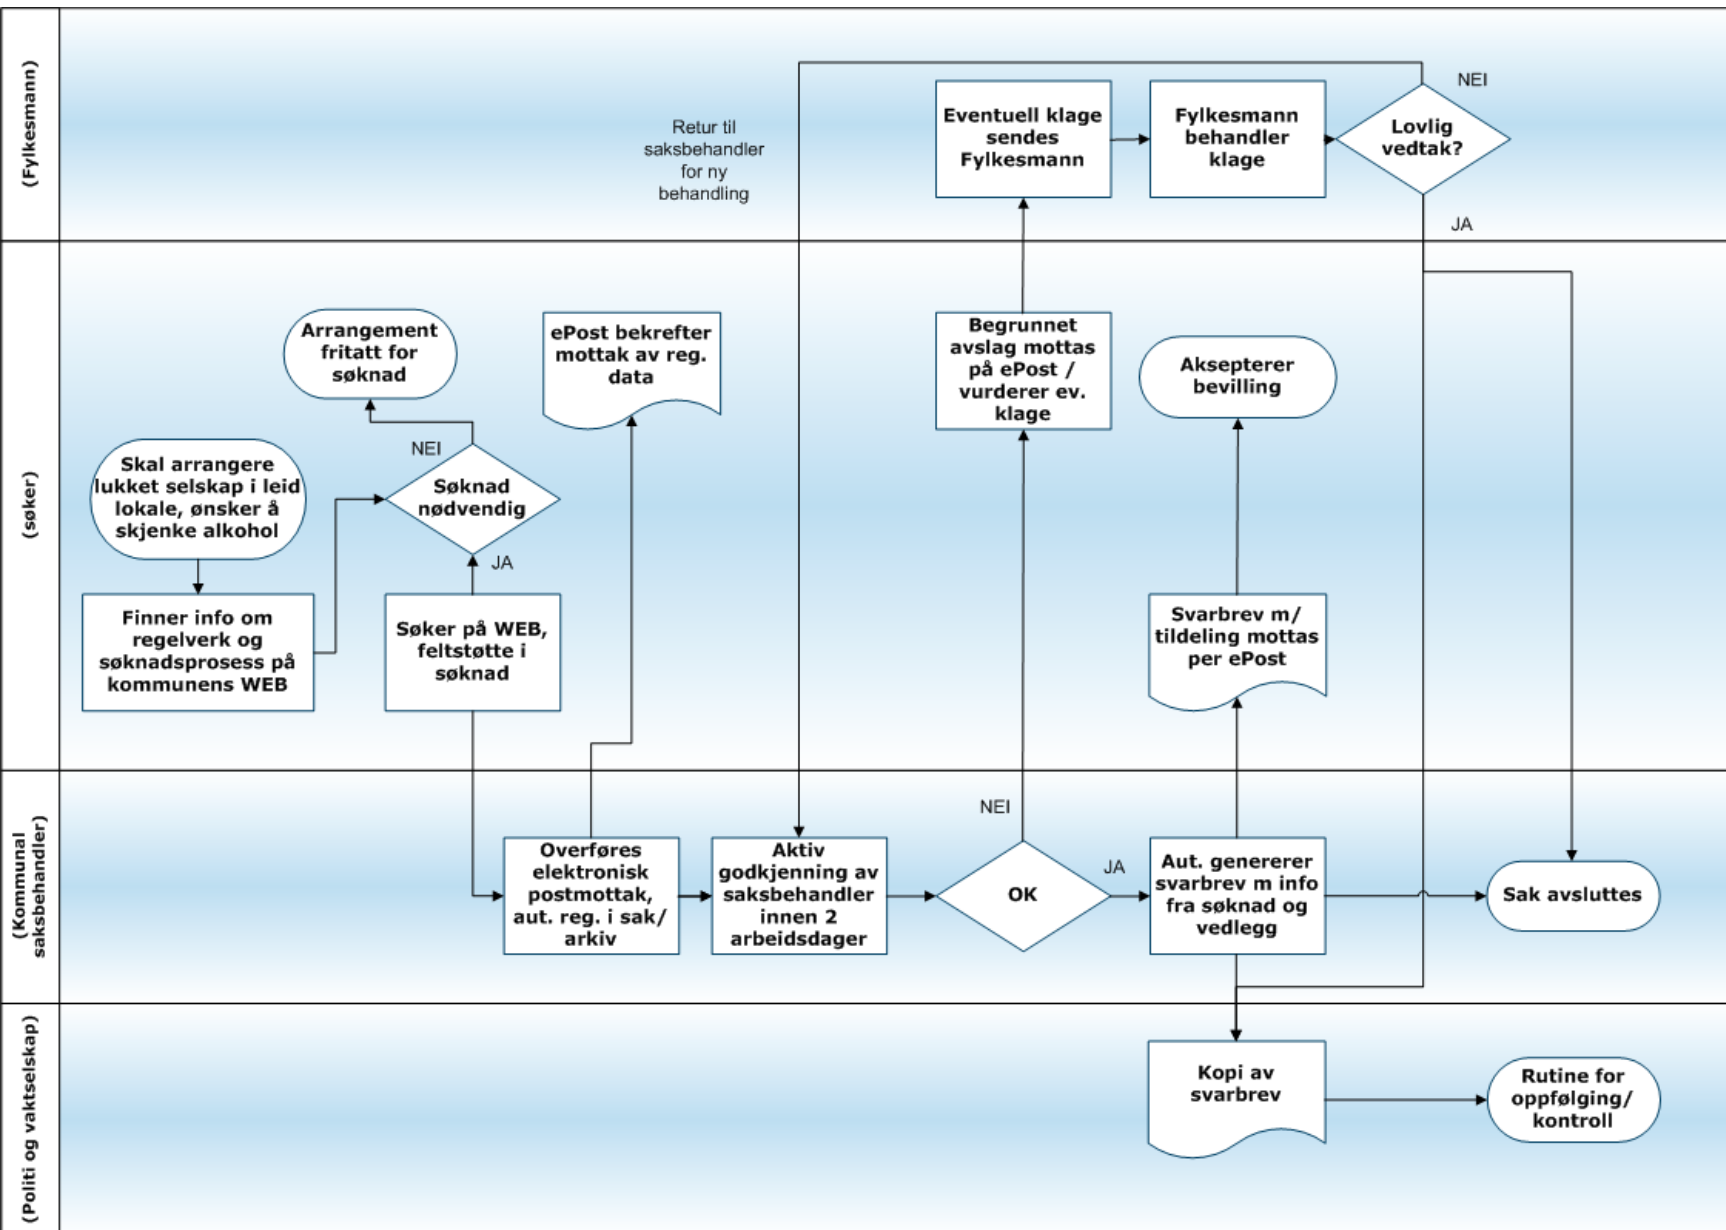 (Fylkesmann)
Retur til
saksbehandler
for ny
behandling
Eventuell klage
sendes
Fylkesmann
Fylkesmann
behandler
klage
Lovlig
vedtak?
NEI
JA
(søker)
Skal arrangere
lukket selskap i leid
lokale, ønsker å
skjenke alkohol
Finner info om
regelverk og
søknadsprosess på
kommunens WEB
Arrangement
fritatt for
søknad
NEI
Søknad
nødvendig
JA
Søker på WEB,
feltstøtte i
søknad
ePost bekrefter
mottak av reg.
data
Begrunnet
avslag mottas
på ePost /
vurderer ev.
klage
Aksepterer
bevilling
Svarbrev m/
tildeling mottas
per ePost
(Kommunal
saksbehandler)
Overføres
elektronisk
postmottak,
aut. reg. i sak/
arkiv
Aktiv
godkjenning av
saksbehandler
innen 2
arbeidsdager
NEI
OK
JA
Aut. genererer
svarbrev m info
fra søknad og
vedlegg
Sak avsluttes
(Politi og vaktselskap)
Kopi av
svarbrev
Rutine for
oppfølging/
kontroll